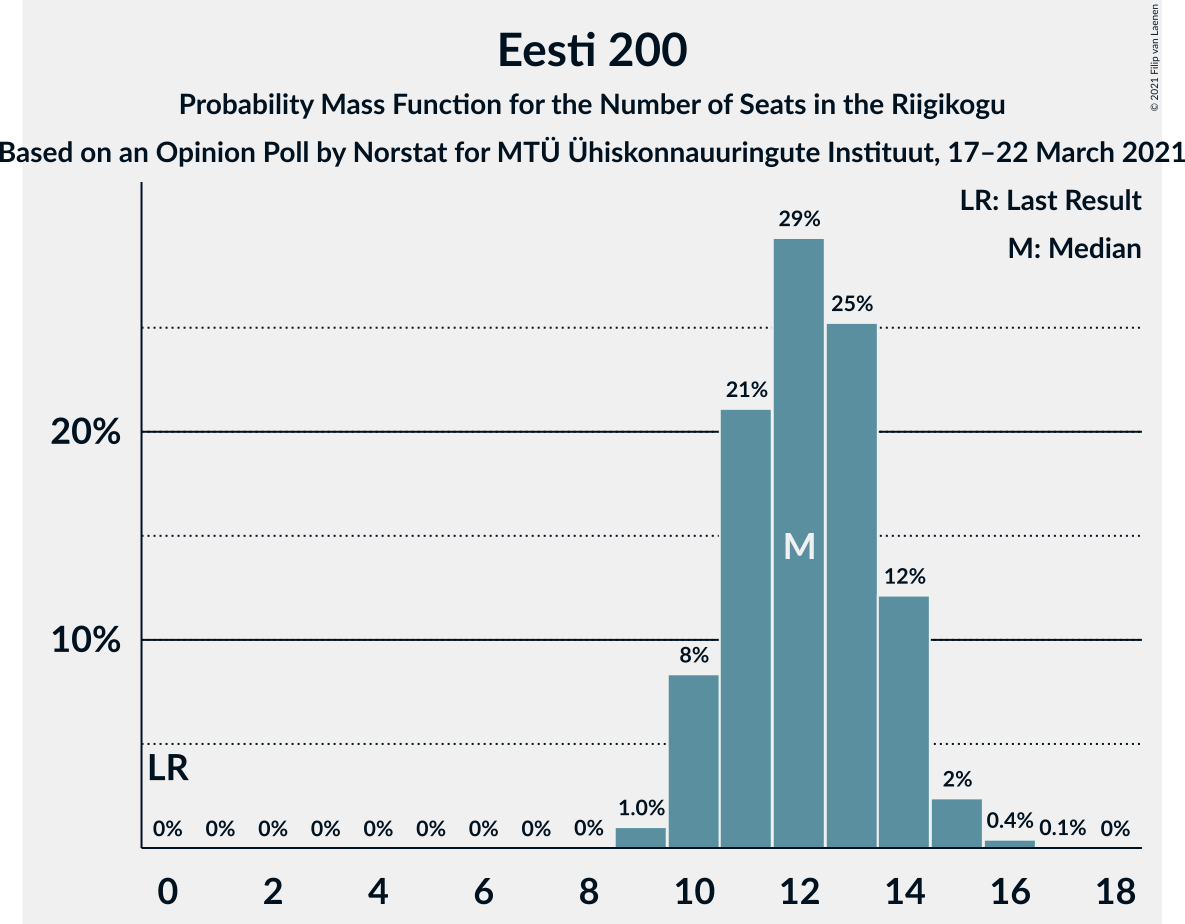 Eesti 200
Probability Mass Function for the Number of Seats in the Riigikogu
Based on an Opinion Poll by Norstat for MTÜ Ühiskonnauuringute Instituut, 17–22 March 2021
© 2021 Filip van Laenen
LR: Last Result
M: Median
29%
25%
21%
20%
M
12%
10%
8%
LR
2%
1.0%
0.4%
0% 0% 0% 0% 0% 0% 0% 0% 0% 0.1% 0%
0 2 4 6 8 10 12 14 16 18